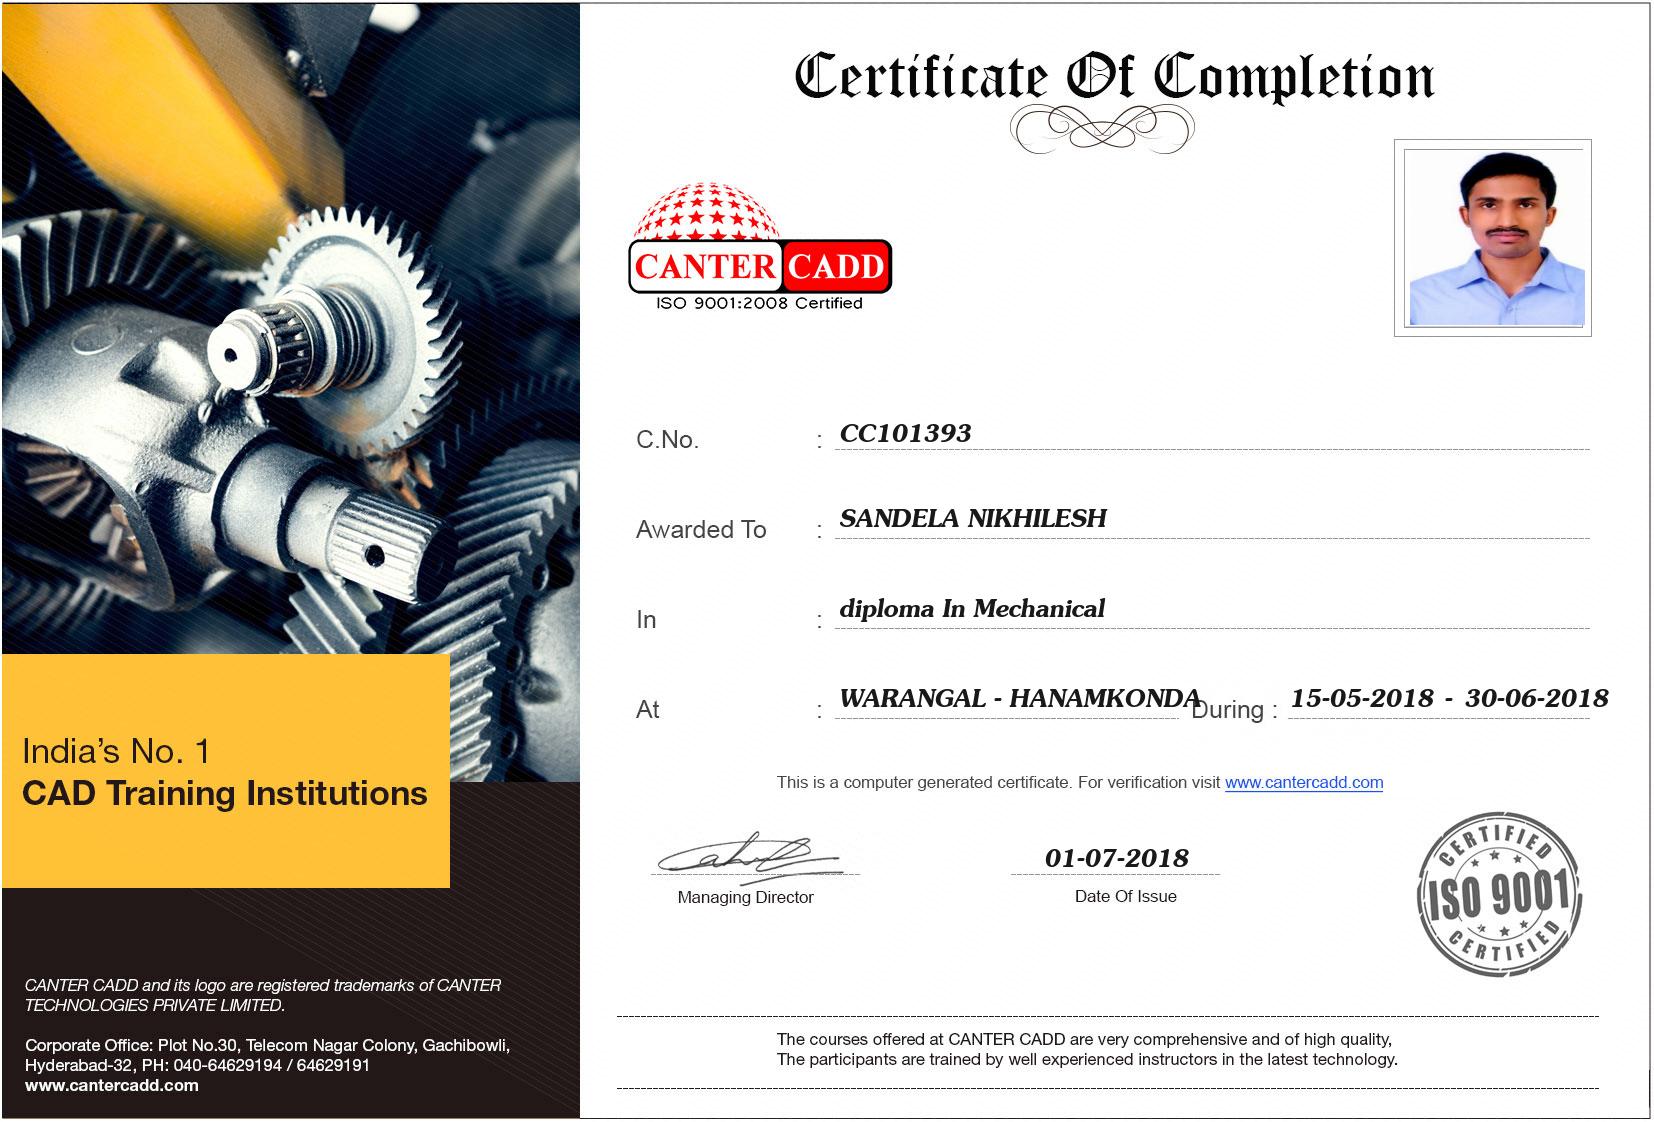 Certificate Of Completion
CANTER CADD
ISO 9001:2008 Certified
C.No. : CC101393
Awarded To : SANDELA NIKHILESH
In : diploma In Mechanical
At : WARANGAL - HANAMKONDA During : 15-05-2018 - 30-06-2018
This is a computer generated certificate. For verification visit www.cantercadd.com
Managing Director
01-07-2018
Date Of Issue
CERTIFIED
ISO 9001
CERTIFIED
The courses offered at CANTER CADD are very comprehensive and of high quality,
The participants are trained by well experienced instructors in the latest technology.
India's No. 1
CAD Training Institutions
CANTER CADD and its logo are registered trademarks of CANTER
TECHNOLOGIES PRIVATE LIMITED.
Corporate Office: Plot No.30, Telecom Nagar Colony, Gachibowli,
Hyderabad-32, PH: 040-64629194 / 64629191
www.cantercadd.com